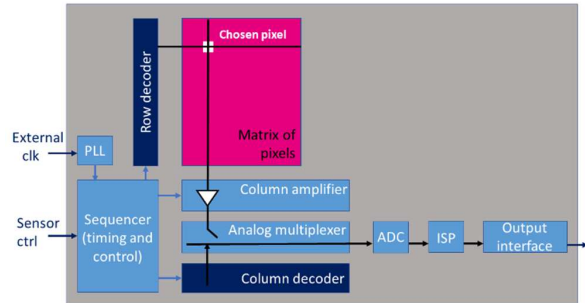 Chosen pixel
Row decoder
Matrix of
pixels
External
clk
PLL
Column amplifier
Sensor
ctrl
Sequencer
(timing and
control)
Analog multiplexer
ADC
ISP
Output
interface
Column decoder